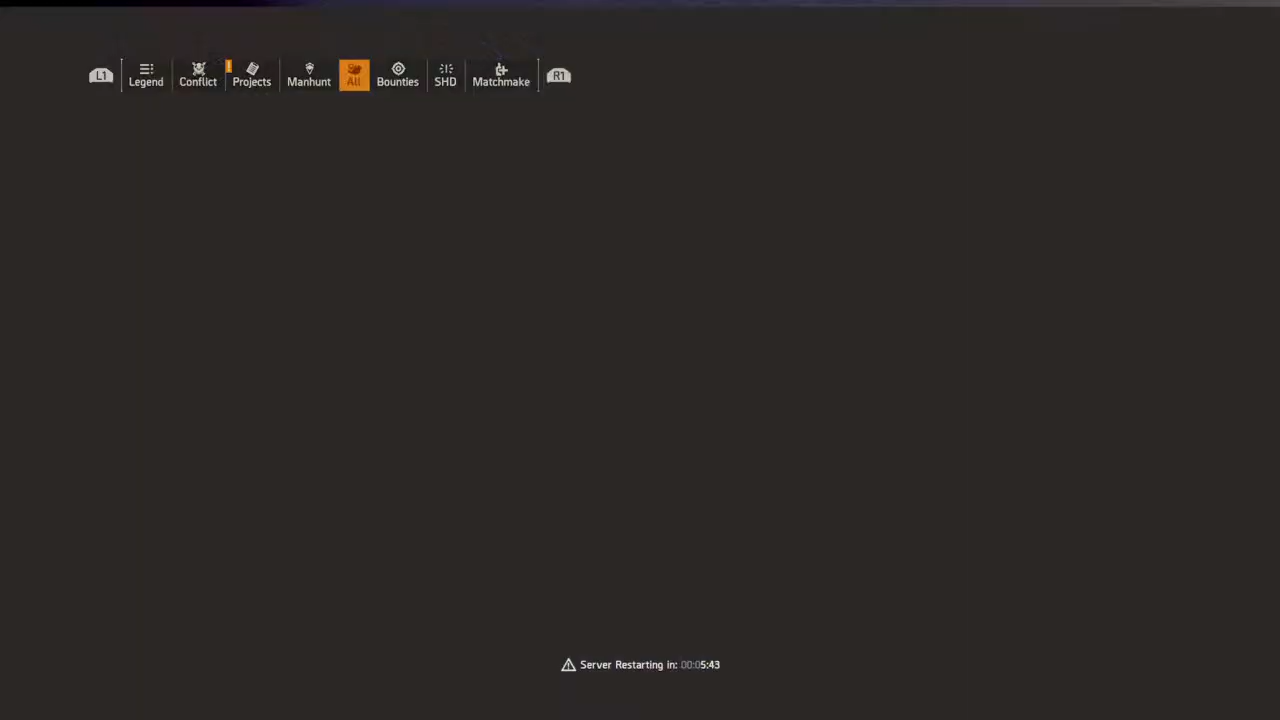 L1 Legend Conflict Projects Manhunt All Bounties SHD Matchmake R1
Server Restarting in: 00:05:43